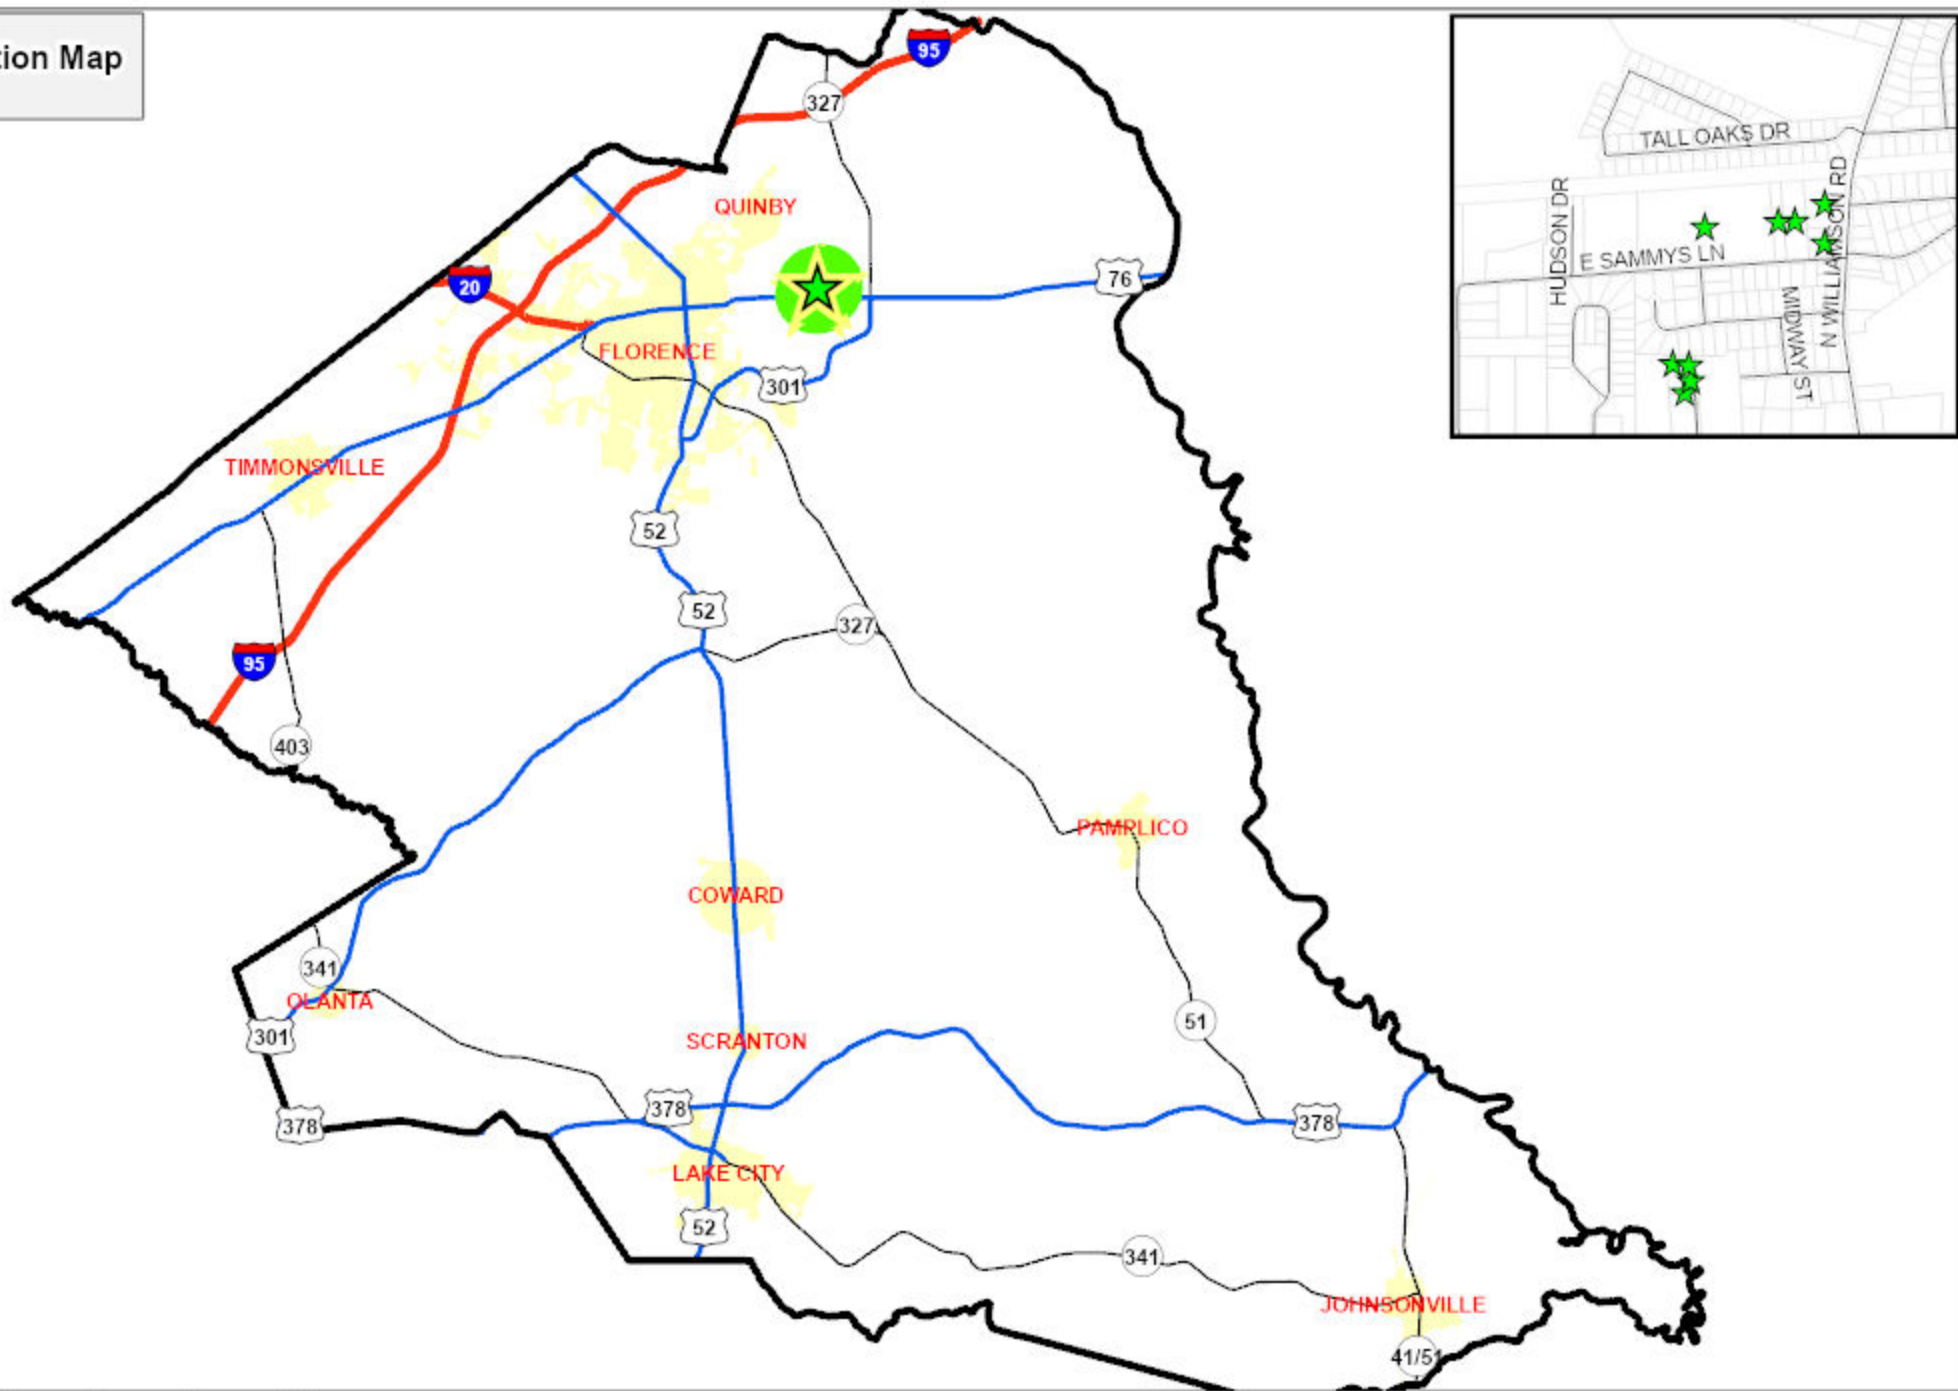 tion Map
95
327
QUINBY
20
76
FLORENCE
301
TIMMONSVILLE
52
52
327
95
403
PAMPLICO
COWARD
341
OLANTA
301
51
SCRANTON
378
378
378
LAKE CITY
52
341
JOHNSONVILLE
41/51
TALL OAKS DR
HUDSON DR
N WILLIAMSON RD
E SAMMYS LN
MIDWAY ST